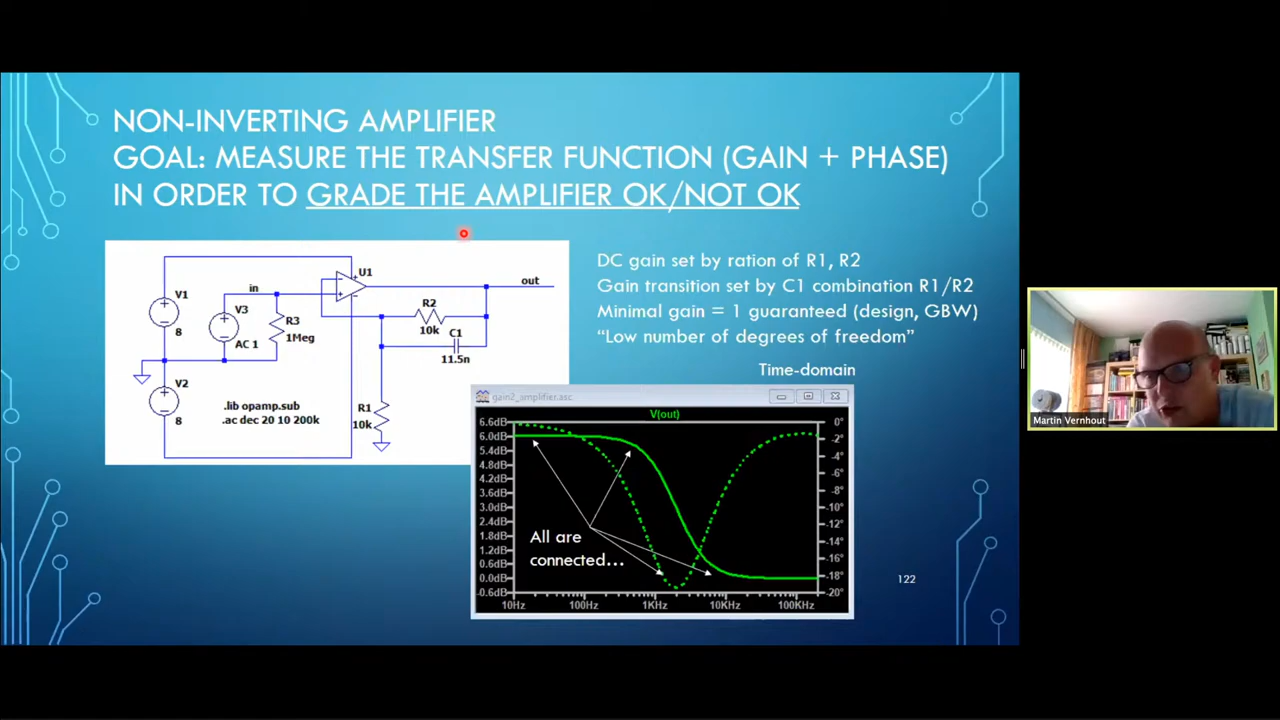 NON-INVERTING AMPLIFIER
GOAL: MEASURE THE TRANSFER FUNCTION (GAIN + PHASE)
IN ORDER TO GRADE THE AMPLIFIER OK/NOT OK
U1
in
out
V1
8
V3
AC 1
R3
1Meg
R2
10k
C1
11.5n
V2
8
.lib opamp.sub
.ac dec 20 10 200k
R1
10k
DC gain set by ration of R1, R2
Gain transition set by C1 combination R1/R2
Minimal gain = 1 guaranteed (design, GBW)
“Low number of degrees of freedom”
Time-domain
gain2_amplifier.asc
V(out)
6.6dB
6.0dB
5.4dB
4.8dB
4.2dB
3.6dB
3.0dB
2.4dB
1.8dB
1.2dB
0.6dB
0.0dB
-0.6dB
0°
-2°
-4°
-6°
-8°
-10°
-12°
-14°
-16°
-18°
-20°
All are
connected…
10Hz 100Hz 1KHz 10KHz 100KHz
122
Martin Vernhout